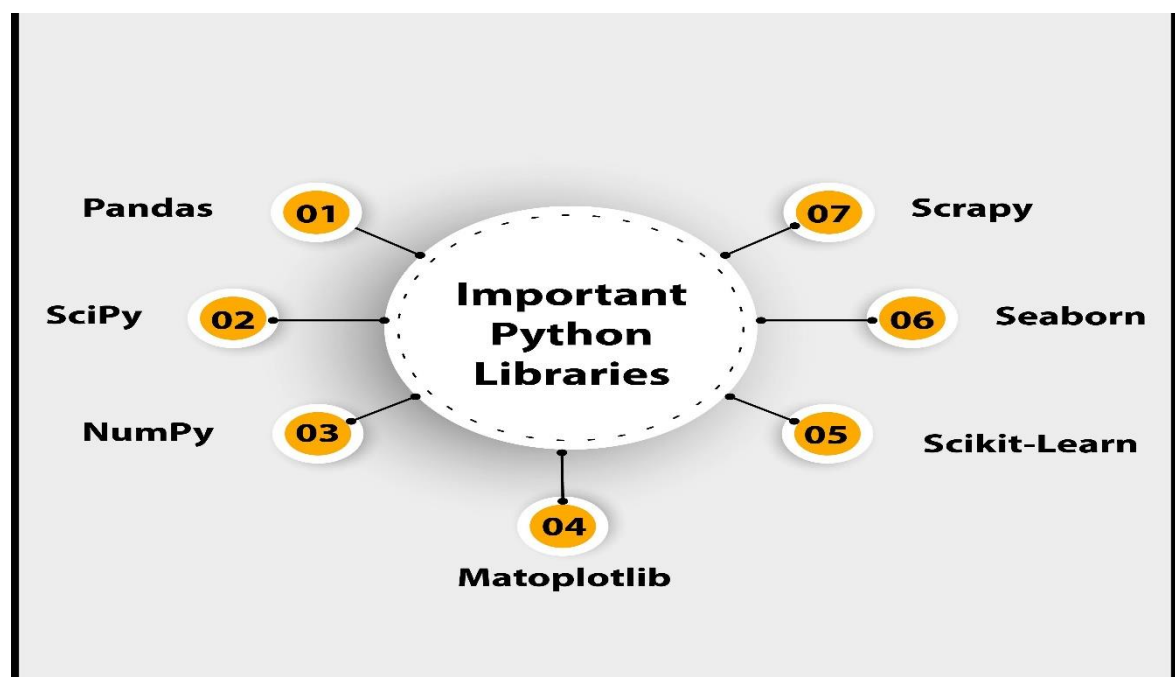 Pandas
01
SciPy
02
NumPy
03
Important
Python
Libraries
04
Matoplotlib
07
Scrapy
06
Seaborn
05
Scikit-Learn